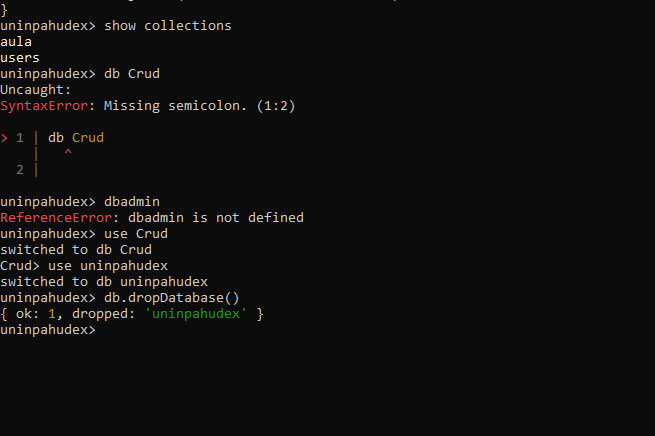 }
uninpahudex> show collections
aula
users
uninpahudex> db Crud
Uncaught:
SyntaxError: Missing semicolon. (1:2)
> 1 | db Crud
|   ^
2 |
uninpahudex> dbadmin
ReferenceError: dbadmin is not defined
uninpahudex> use Crud
switched to db Crud
Crud> use uninpahudex
switched to db uninpahudex
uninpahudex> db.dropDatabase()
{ ok: 1, dropped: 'uninpahudex' }
uninpahudex>